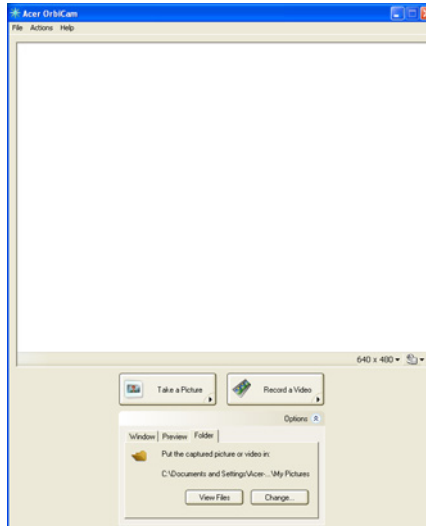 Acer OrbiCam
File Actions Help
640 x 480
Take a Picture Record a Video
Options
Window Preview Folder
Put the captured picture or video in:
C:\Documents and Settings\Acer-...\My Pictures
View Files Change...